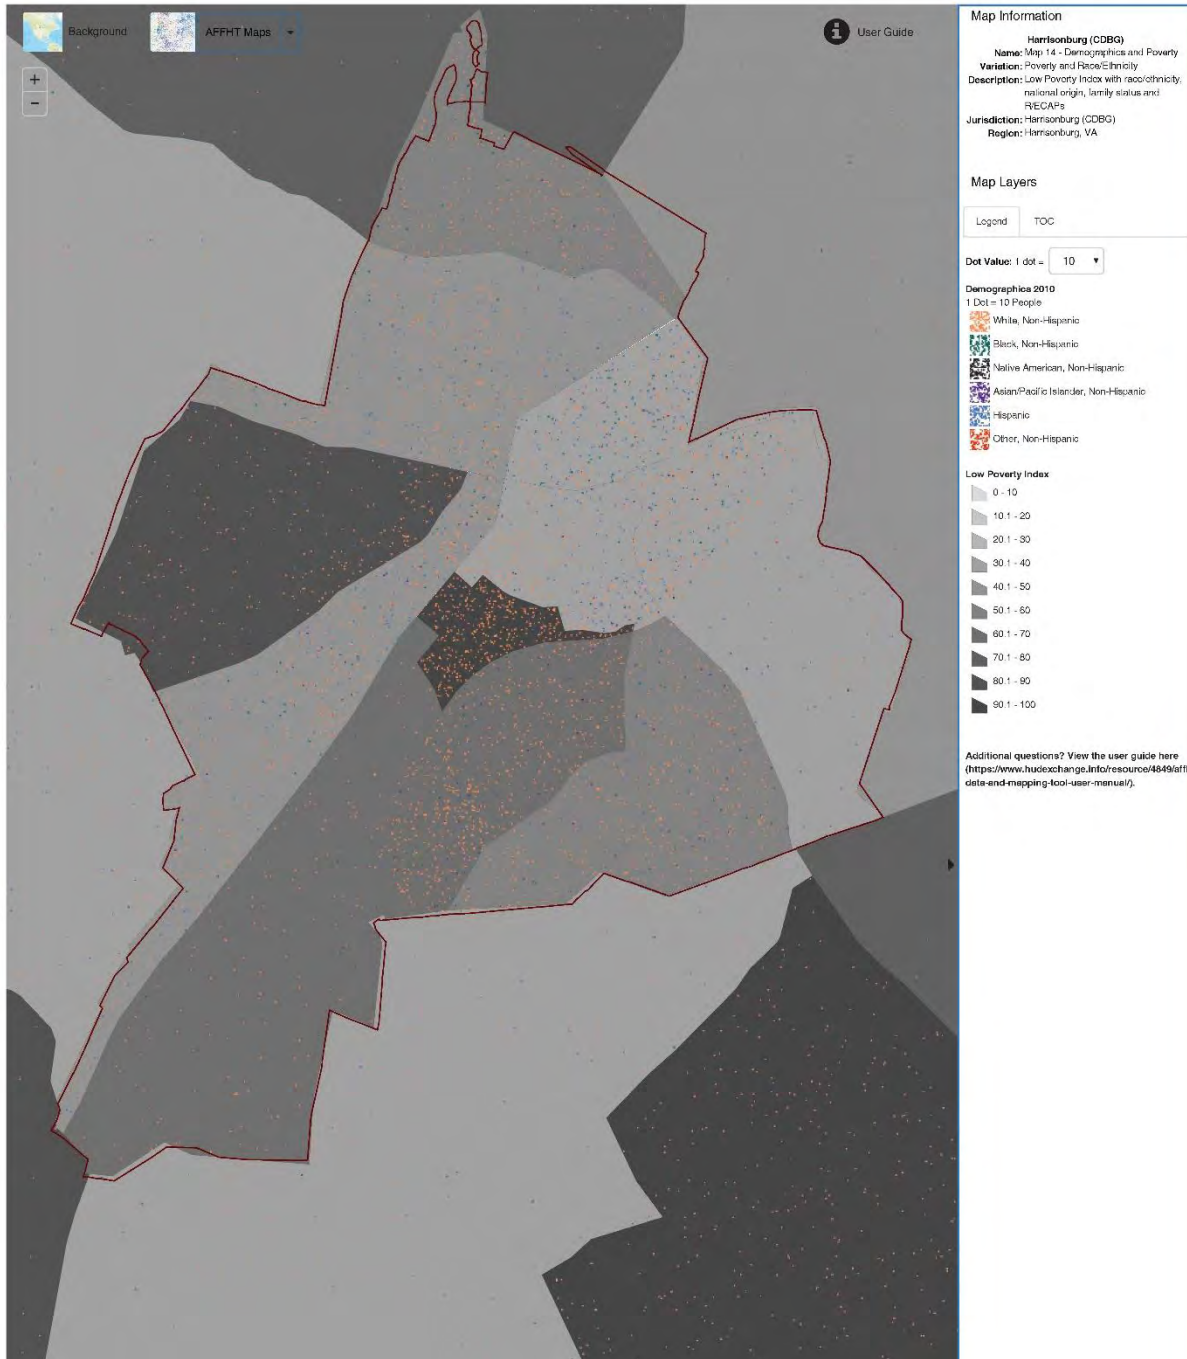 Background
AFFHT Maps
User Guide
+
−
Map Information
Harrisonburg (CDBG)
Name: Map 14 - Demographics and Poverty
Variation: Poverty and Race/Ethnicity
Description: Low Poverty Index with race/ethnicity,
national origin, family status and
R/ECAPs
Jurisdiction: Harrisonburg (CDBG)
Region: Harrisonburg, VA
Map Layers
Legend TOC
Dot Value: 1 dot = 10
Demographics 2010
1 Dot = 10 People
White, Non-Hispanic
Black, Non-Hispanic
Native American, Non-Hispanic
Asian/Pacific Islander, Non-Hispanic
Hispanic
Other, Non-Hispanic
Low Poverty Index
0 - 10
10.1 - 20
20.1 - 30
30.1 - 40
40.1 - 50
50.1 - 60
60.1 - 70
70.1 - 80
80.1 - 90
90.1 - 100
Additional questions? View the user guide here
(https://www.hudexchange.info/resource/4849/affh
data-and-mapping-tool-user-manual/).